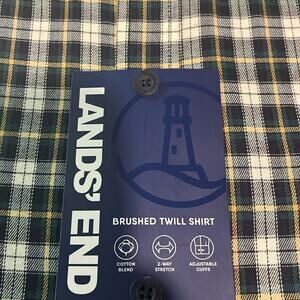 LANDS' END
BRUSHED TWILL SHIRT
COTTON
BLEND
2-WAY
STRETCH
ADJUSTABLE
CUFFS